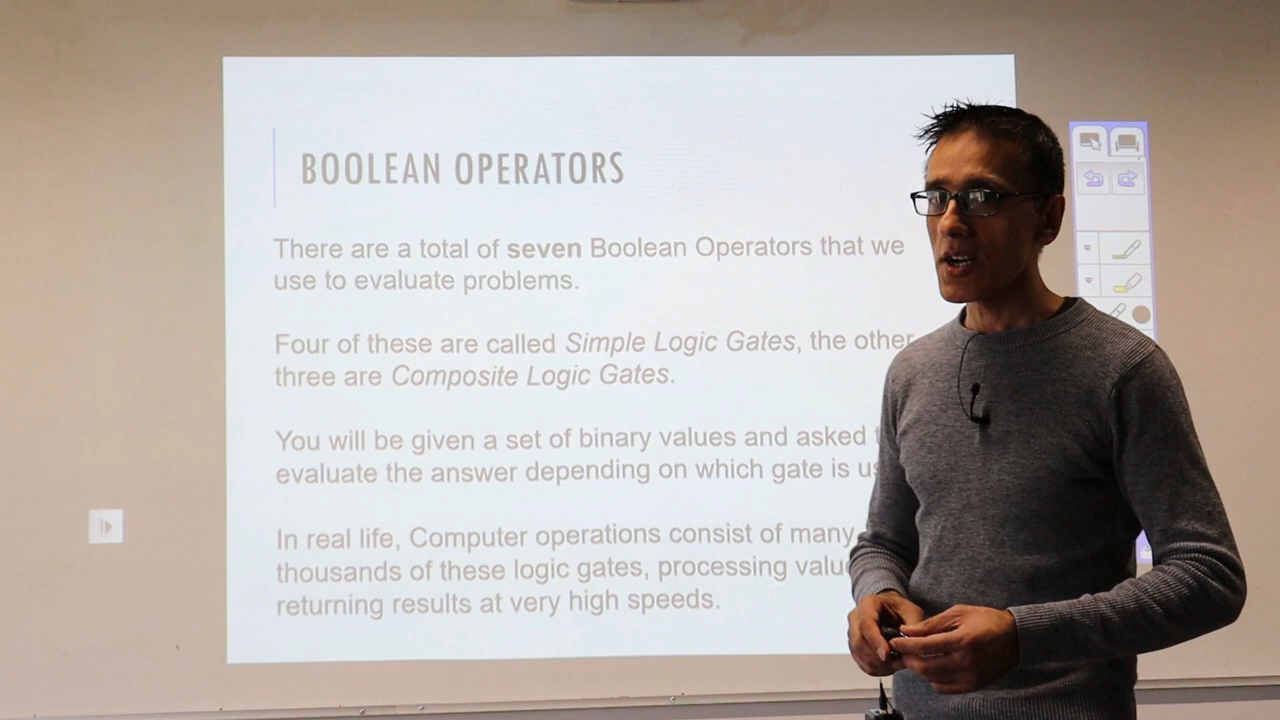 BOOLEAN OPERATORS
There are a total of seven Boolean Operators that we
use to evaluate problems.
Four of these are called Simple Logic Gates, the other
three are Composite Logic Gates.
You will be given a set of binary values and asked
evaluate the answer depending on which gate is
In real life, Computer operations consist of many
thousands of these logic gates, processing
returning results at very high speeds.